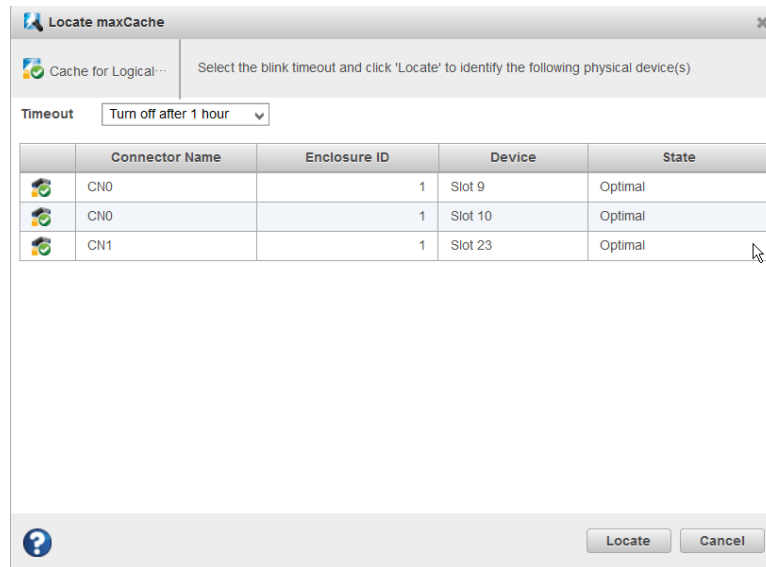 Locate maxCache
Cache for Logical···
Select the blink timeout and click 'Locate' to identify the following physical device(s)
Timeout Turn off after 1 hour
Connector Name Enclosure ID Device State
CN0 1 Slot 9 Optimal
CN0 1 Slot 10 Optimal
CN1 1 Slot 23 Optimal
Locate Cancel